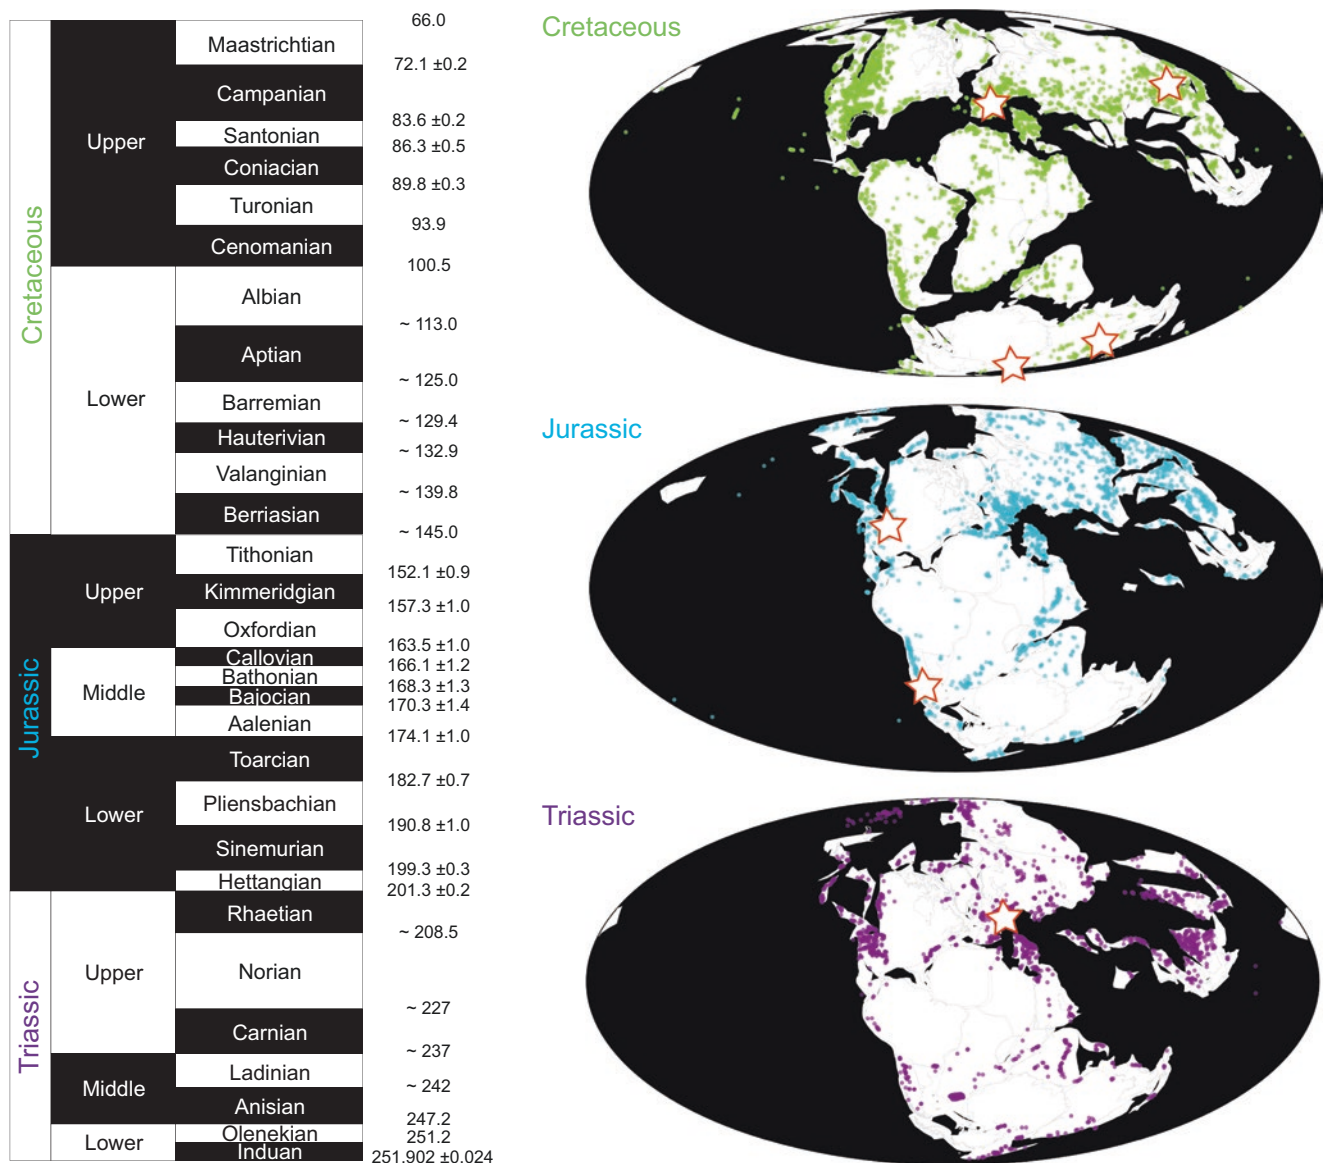 Cretaceous
Upper
Maastrichtian
Campanian
Santonian
Coniacian
Turonian
Cenomanian
Lower
Albian
Aptian
Barremian
Hauterivian
Valanginian
Berriasian
Jurassic
Upper
Tithonian
Kimmeridgian
Oxfordian
Middle
Callovian
Bathonian
Bajocian
Aalenian
Lower
Toarcian
Pliensbachian
Sinemurian
Hettangian
Triassic
Upper
Rhaetian
Norian
Carnian
Middle
Ladinian
Anisian
Lower
Olenekian
Induan
66.0
72.1 ±0.2
83.6 ±0.2
86.3 ±0.5
89.8 ±0.3
93.9
100.5
~ 113.0
~ 125.0
~ 129.4
~ 132.9
~ 139.8
~ 145.0
152.1 ±0.9
157.3 ±1.0
163.5 ±1.0
166.1 ±1.2
168.3 ±1.3
170.3 ±1.4
174.1 ±1.0
182.7 ±0.7
190.8 ±1.0
199.3 ±0.3
201.3 ±0.2
~ 208.5
~ 227
~ 237
~ 242
247.2
251.2
251.902 ±0.024
Cretaceous
Jurassic
Triassic